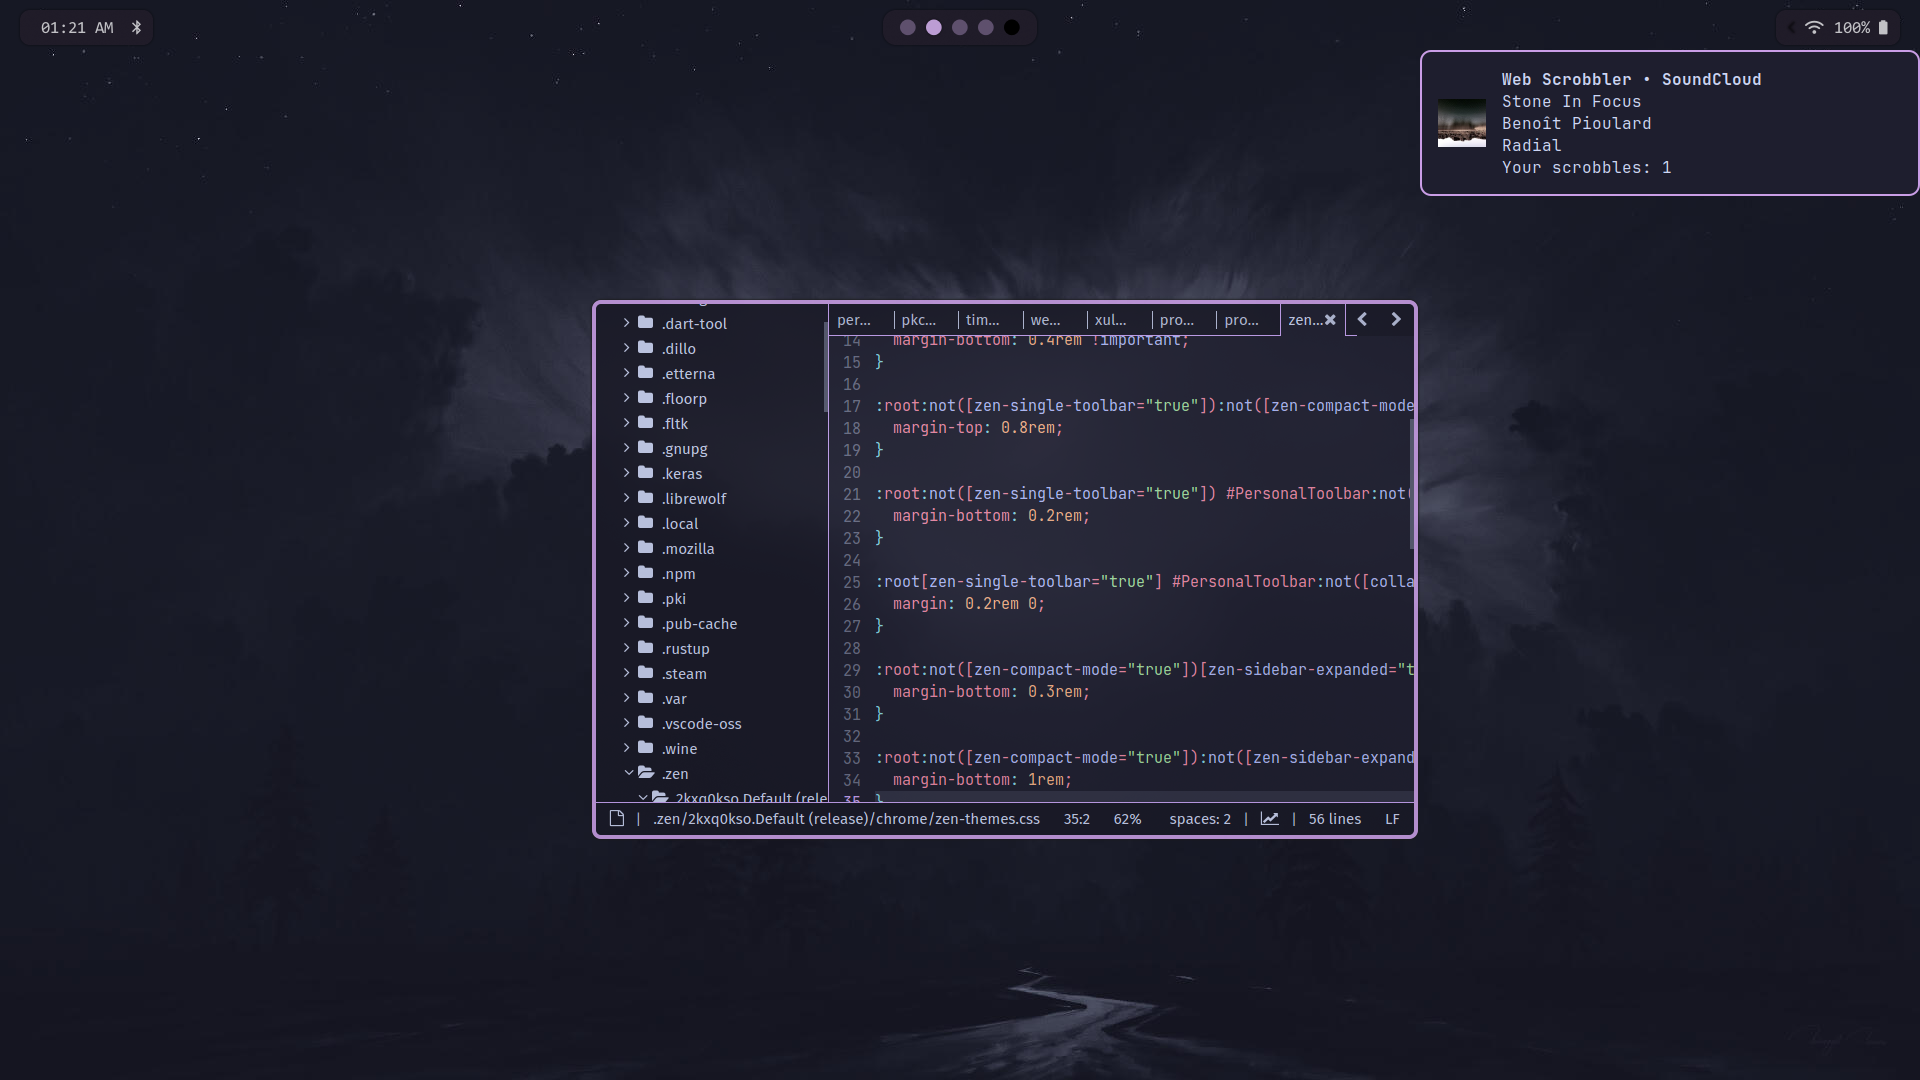 01:21 AM
100%
Web Scrobbler • SoundCloud
Stone In Focus
Benoît Pioulard
Radial
Your scrobbles: 1
.dart-tool
.dillo
.etterna
.floorp
.fltk
.gnupg
.keras
.librewolf
.local
.mozilla
.npm
.pki
.pub-cache
.rustup
.steam
.var
.vscode-oss
.wine
.zen
2kxq0kso.Default (rele
per... pkc... tim... we... xul... pro... pro... zen...
14   margin-bottom: 0.4rem !important;
15 }
16
17 :root:not([zen-single-toolbar="true"]):not([zen-compact-mode
18   margin-top: 0.8rem;
19 }
20
21 :root:not([zen-single-toolbar="true"]) #PersonalToolbar:not(
22   margin-bottom: 0.2rem;
23 }
24
25 :root[zen-single-toolbar="true"] #PersonalToolbar:not([colla
26   margin: 0.2rem 0;
27 }
28
29 :root:not([zen-compact-mode="true"])[zen-sidebar-expanded="t
30   margin-bottom: 0.3rem;
31 }
32
33 :root:not([zen-compact-mode="true"]):not([zen-sidebar-expand
34   margin-bottom: 1rem;
35 }
| .zen/2kxq0kso.Default (release)/chrome/zen-themes.css 35:2 62% spaces: 2 | | 56 lines LF